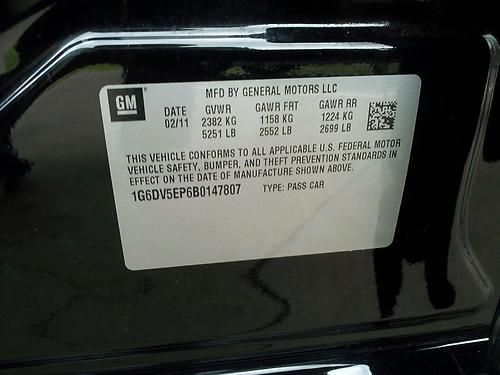 GM
MFD BY GENERAL MOTORS LLC
DATE GVWR GAWR FRT GAWR RR
02/11 2382 KG 1158 KG 1224 KG
5251 LB 2552 LB 2699 LB
THIS VEHICLE CONFORMS TO ALL APPLICABLE U.S. FEDERAL MOTOR
VEHICLE SAFETY, BUMPER, AND THEFT PREVENTION STANDARDS IN
EFFECT ON THE DATE OF MANUFACTURE SHOWN ABOVE.
1G6DV5EP6B0147807 TYPE: PASS CAR